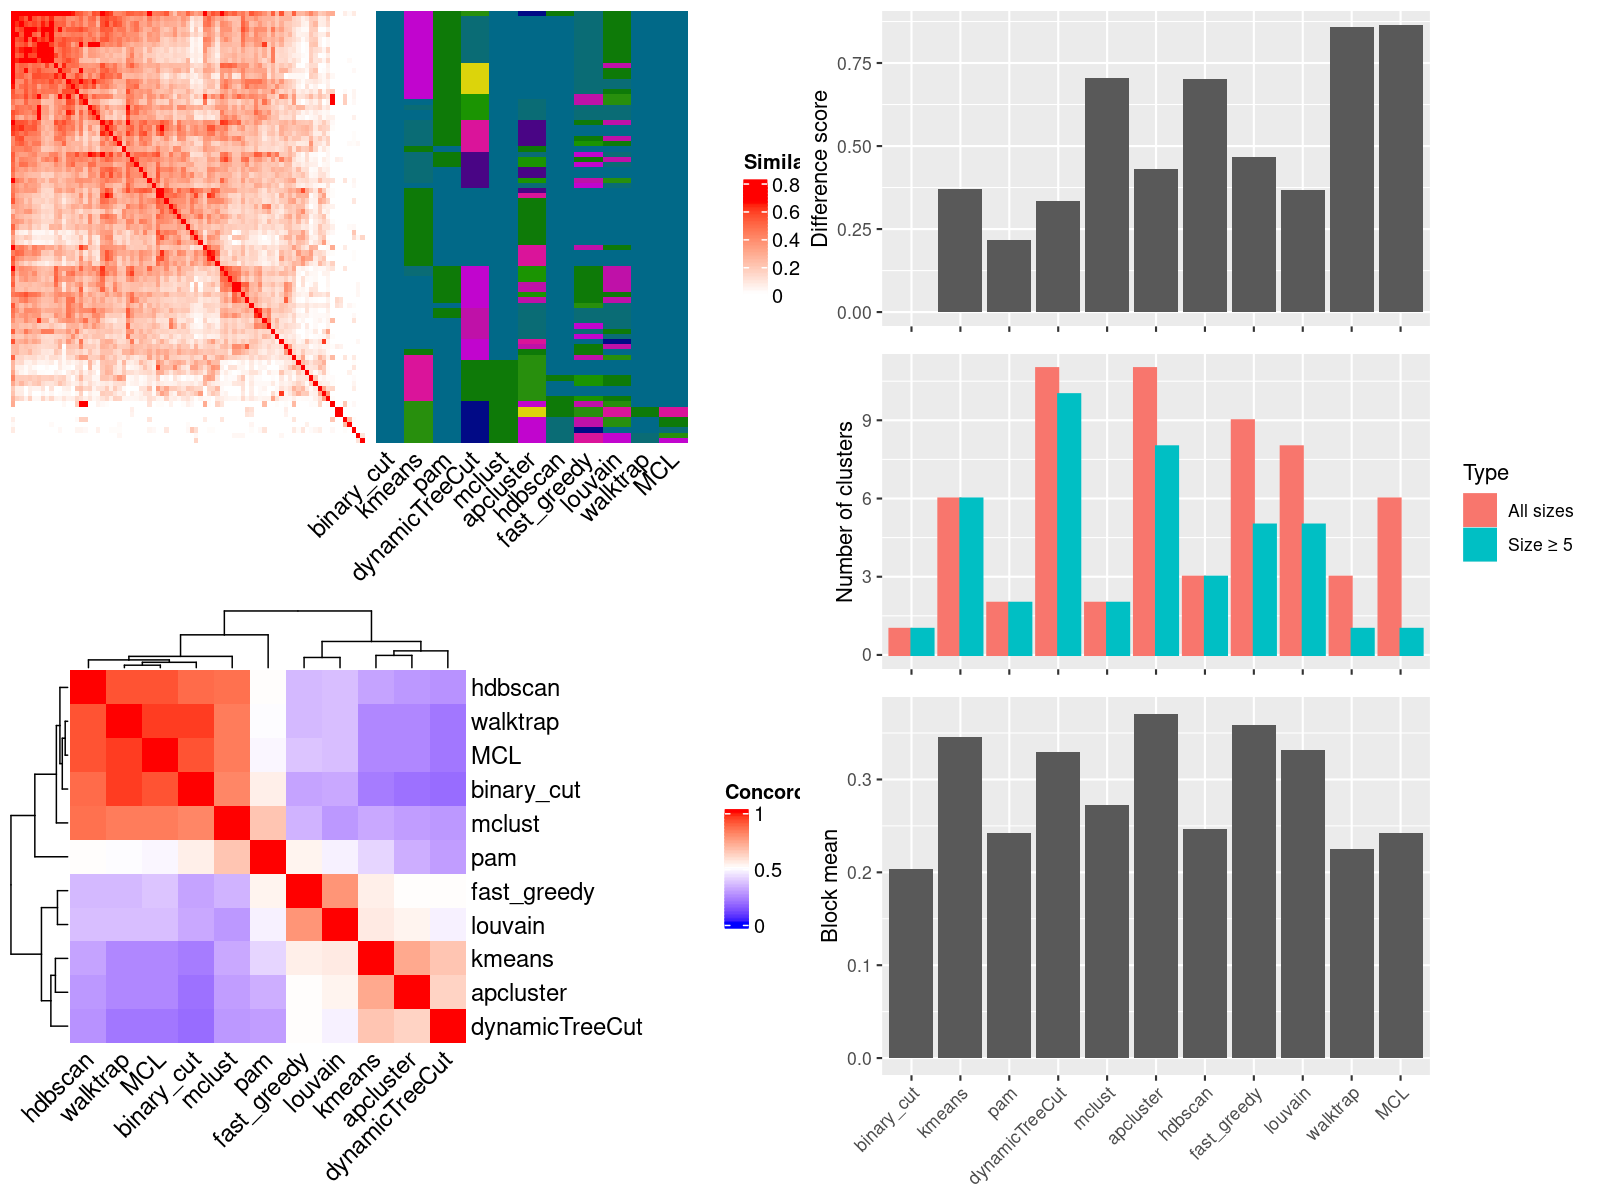 Simila
0.8
0.6
0.4
0.2
0
binary_cut
kmeans
pam
dynamicTreeCut
mclust
apcluster
hdbscan
fast_greedy
louvain
walktrap
MCL
Difference score
0.75
0.50
0.25
0.00
Number of clusters
9
6
3
0
Type
All sizes
Size ≥ 5
hdbscan
walktrap
MCL
binary_cut
mclust
pam
fast_greedy
louvain
kmeans
apcluster
dynamicTreeCut
hdbscan
walktrap
MCL
binary_cut
mclust
pam
fast_greedy
louvain
kmeans
apcluster
dynamicTreeCut
Concord
1
0.5
0
Block mean
0.3
0.2
0.1
0.0
binary_cut
kmeans
pam
dynamicTreeCut
mclust
apcluster
hdbscan
fast_greedy
louvain
walktrap
MCL